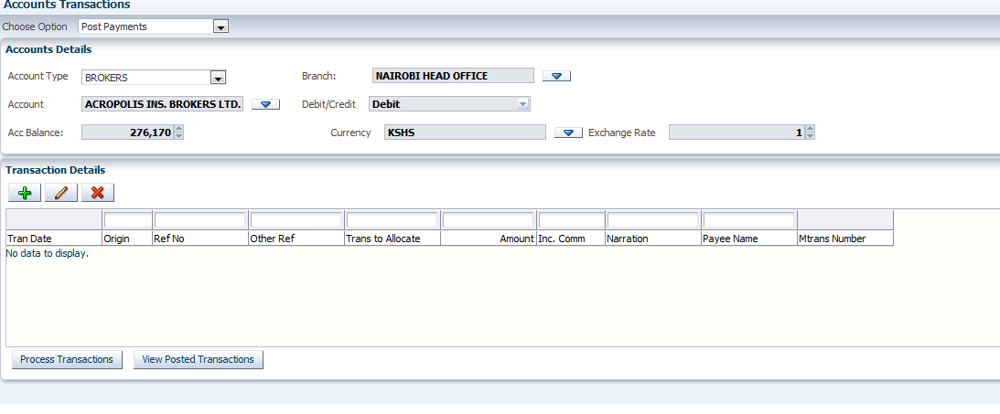 Accounts Transactions
Choose Option Post Payments
Accounts Details
Account Type BROKERS Branch: NAIROBI HEAD OFFICE
Account ACROPOLIS INS. BROKERS LTD. Debit/Credit Debit
Acc Balance: 276,170 Currency KSHS Exchange Rate 1
Transaction Details
Tran Date Origin Ref No Other Ref Trans to Allocate Amount Inc. Comm Narration Payee Name Mtrans Number
No data to display.
Process Transactions View Posted Transactions